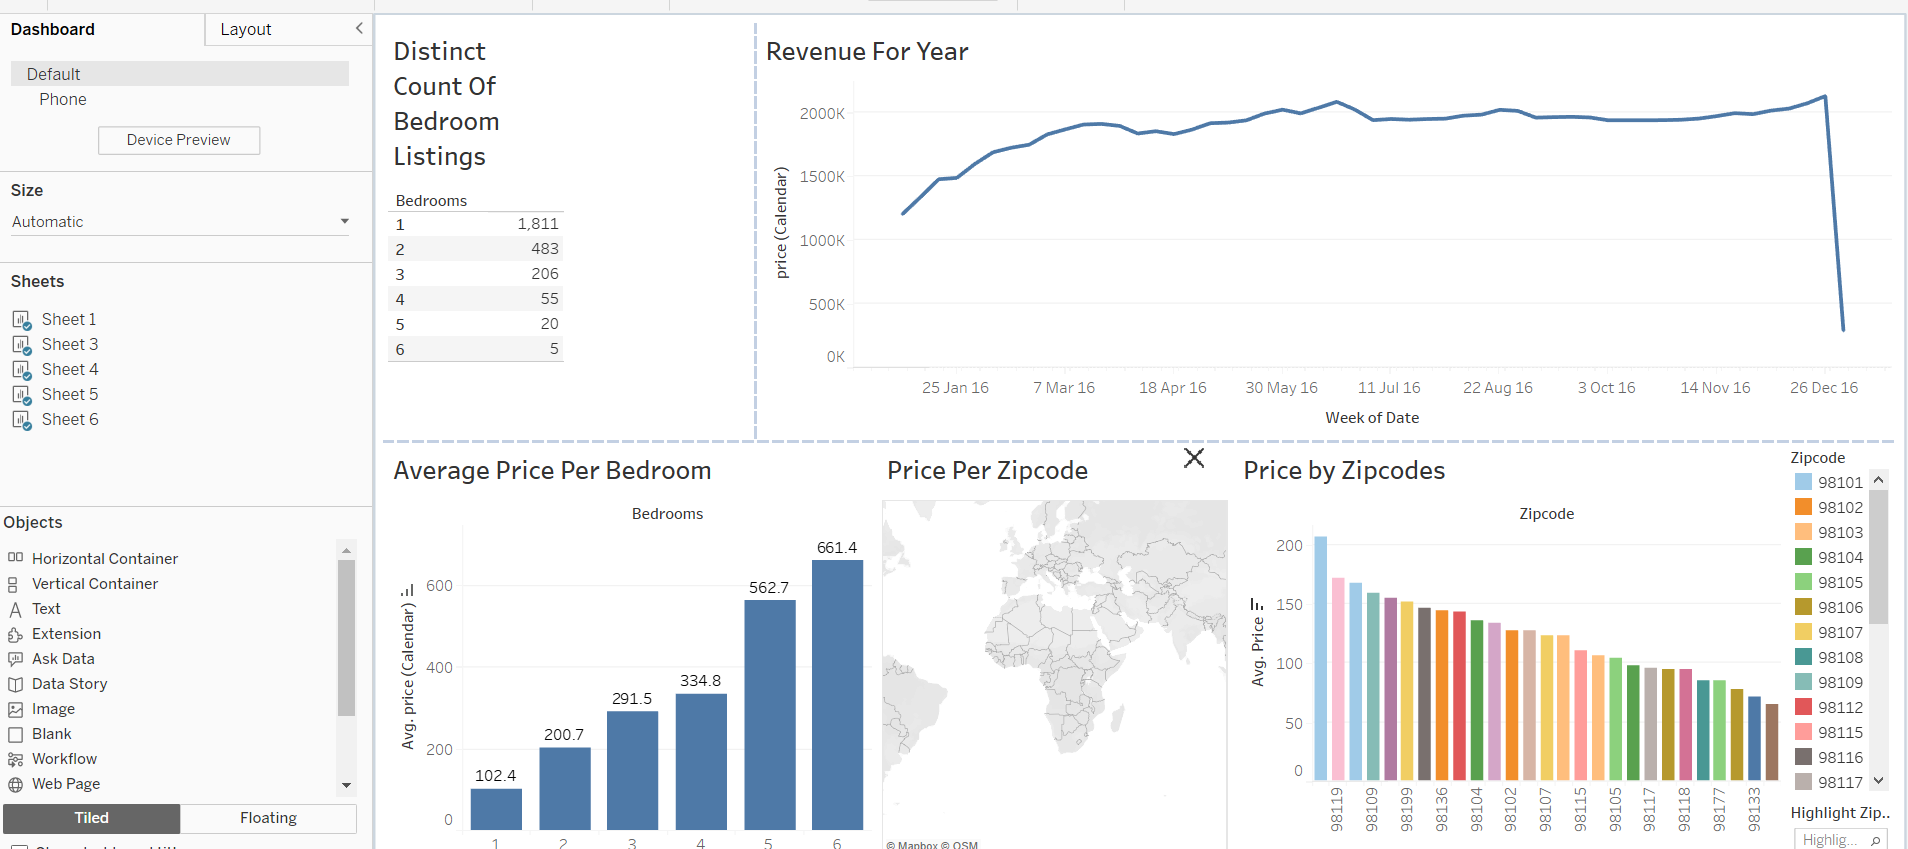 Dashboard
Layout
Default
Phone
Device Preview
Size
Automatic
Sheets
Sheet 1
Sheet 3
Sheet 4
Sheet 5
Sheet 6
Objects
Horizontal Container
Vertical Container
Text
Extension
Ask Data
Data Story
Image
Blank
Workflow
Web Page
Tiled
Floating
Distinct
Count Of
Bedroom
Listings
Bedrooms
1 1,811
2 483
3 206
4 55
5 20
6 5
Revenue For Year
price (Calendar)
2000K
1500K
1000K
500K
0K
25 Jan 16 7 Mar 16 18 Apr 16 30 May 16 11 Jul 16 22 Aug 16 3 Oct 16 14 Nov 16 26 Dec 16
Week of Date
Average Price Per Bedroom
Bedrooms
Avg. price (Calendar)
600
400
200
0
102.4
200.7
291.5
334.8
562.7
661.4
1 2 3 4 5 6
Price Per Zipcode
© Mapbox © OSM
Price by Zipcodes
Zipcode
Avg. Price
200
150
100
50
0
98119 98109 98199 98136 98104 98102 98107 98115 98105 98117 98118 98177 98133
Zipcode
98101
98102
98103
98104
98105
98106
98107
98108
98109
98112
98115
98116
98117
Highlight Zip..
Highlig...